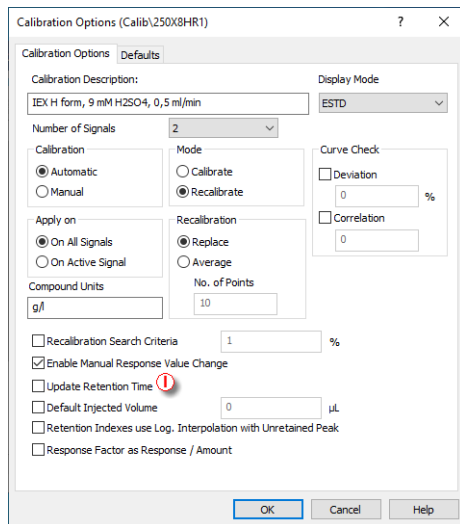 Calibration Options (Calib\250X8HR1)
?
Calibration Options Defaults
Calibration Description: Display Mode
IEX H form, 9 mM H2SO4, 0,5 ml/min ESTD
Number of Signals 2
Calibration Mode Curve Check
Automatic Calibrate Deviation
Manual Recalibrate 0 %
Correlation
Apply on Recalibration 0
On All Signals Replace
On Active Signal Average
Compound Units No. of Points
g/l 10
Recalibration Search Criteria 1 %
Enable Manual Response Value Change
Update Retention Time I
Default Injected Volume 0 µL
Retention Indexes use Log. Interpolation with Unretained Peak
Response Factor as Response / Amount
OK Cancel Help